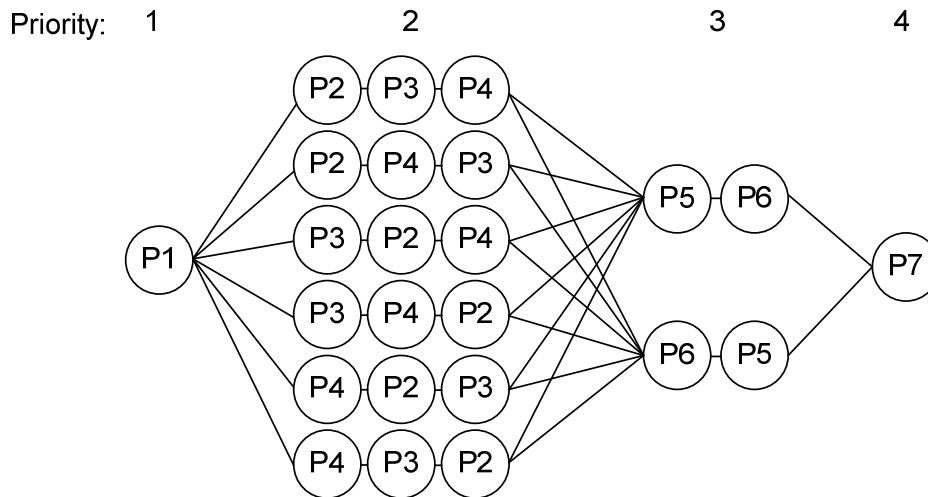 Priority: 1 2 3 4
P2 P3 P4
P2 P4 P3
P5 P6
P3 P2 P4
P1
P7
P3 P4 P2
P6 P5
P4 P2 P3
P4 P3 P2